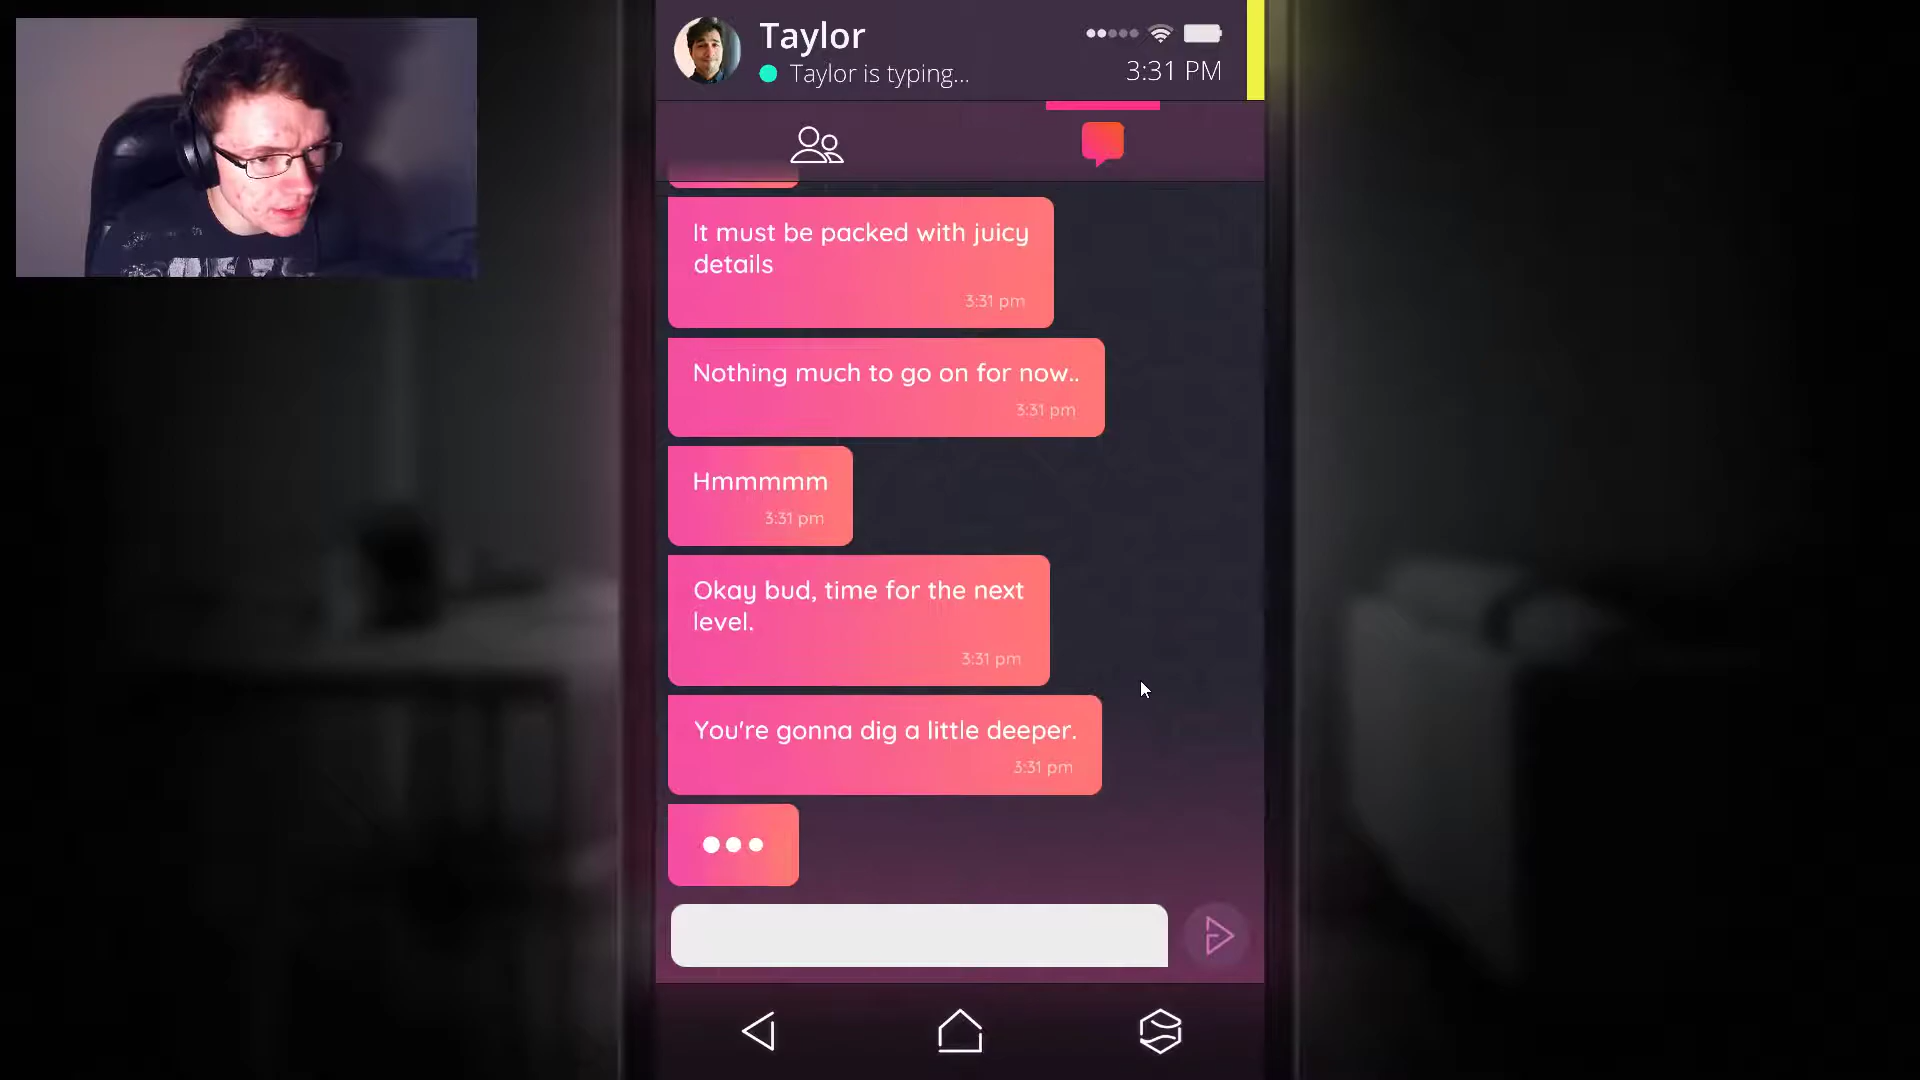 Taylor
Taylor is typing...
3:31 PM
It must be packed with juicy
details
3:31 pm
Nothing much to go on for now..
3:31 pm
Hmmmmm
3:31 pm
Okay bud, time for the next
level.
3:31 pm
You're gonna dig a little deeper.
3:31 pm